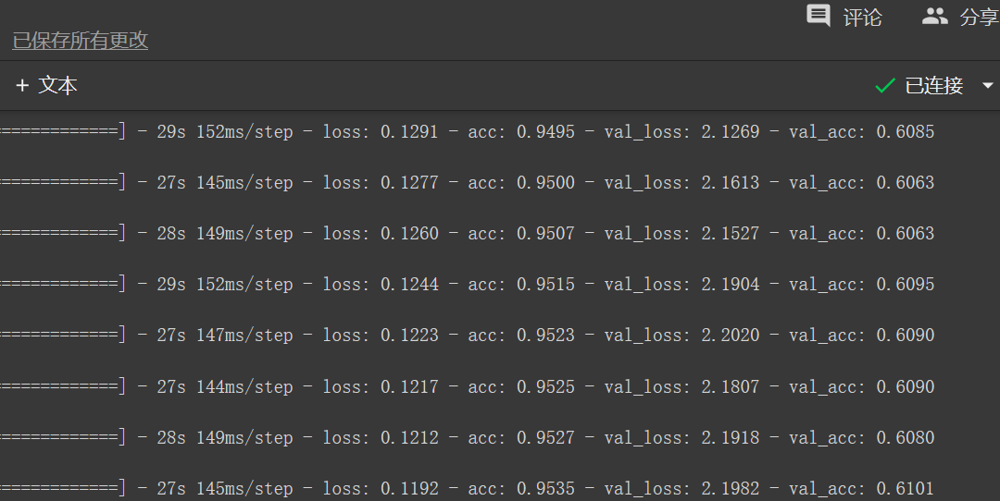 评论 分享
已保存所有更改
+ 文本 已连接
=============] - 29s 152ms/step - loss: 0.1291 - acc: 0.9495 - val_loss: 2.1269 - val_acc: 0.6085
=============] - 27s 145ms/step - loss: 0.1277 - acc: 0.9500 - val_loss: 2.1613 - val_acc: 0.6063
=============] - 28s 149ms/step - loss: 0.1260 - acc: 0.9507 - val_loss: 2.1527 - val_acc: 0.6063
=============] - 29s 152ms/step - loss: 0.1244 - acc: 0.9515 - val_loss: 2.1904 - val_acc: 0.6095
=============] - 27s 147ms/step - loss: 0.1223 - acc: 0.9523 - val_loss: 2.2020 - val_acc: 0.6090
=============] - 27s 144ms/step - loss: 0.1217 - acc: 0.9525 - val_loss: 2.1807 - val_acc: 0.6090
=============] - 28s 149ms/step - loss: 0.1212 - acc: 0.9527 - val_loss: 2.1918 - val_acc: 0.6080
=============] - 27s 145ms/step - loss: 0.1192 - acc: 0.9535 - val_loss: 2.1982 - val_acc: 0.6101